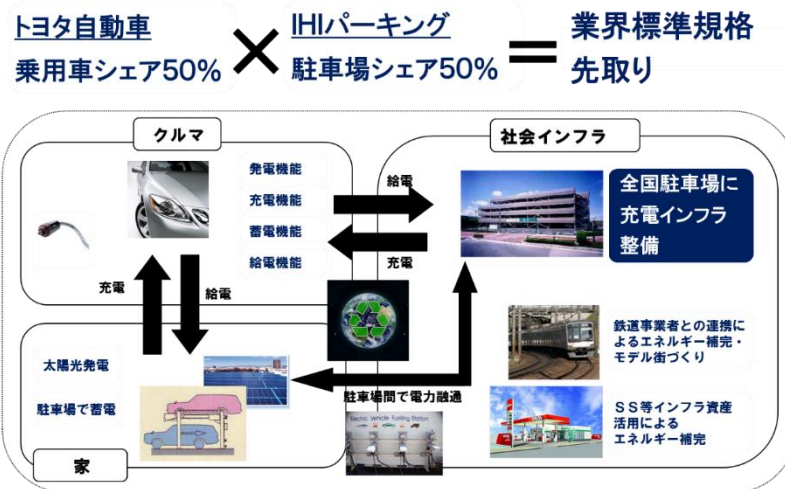 トヨタ自動車
乗用車シェア50%
×
IHIパーキング
駐車場シェア50%
＝
業界標準規格
先取り
クルマ
発電機能
充電機能
蓄電機能
給電機能
給電
充電
社会インフラ
全国駐車場に
充電インフラ
整備
充電
給電
鉄道事業者との連携に
よるエネルギー補完・
モデル街づくり
太陽光発電
駐車場で蓄電
駐車場間で電力融通
Electric Vehicle Fueling Station
SS等インフラ資産
活用による
エネルギー補完
家